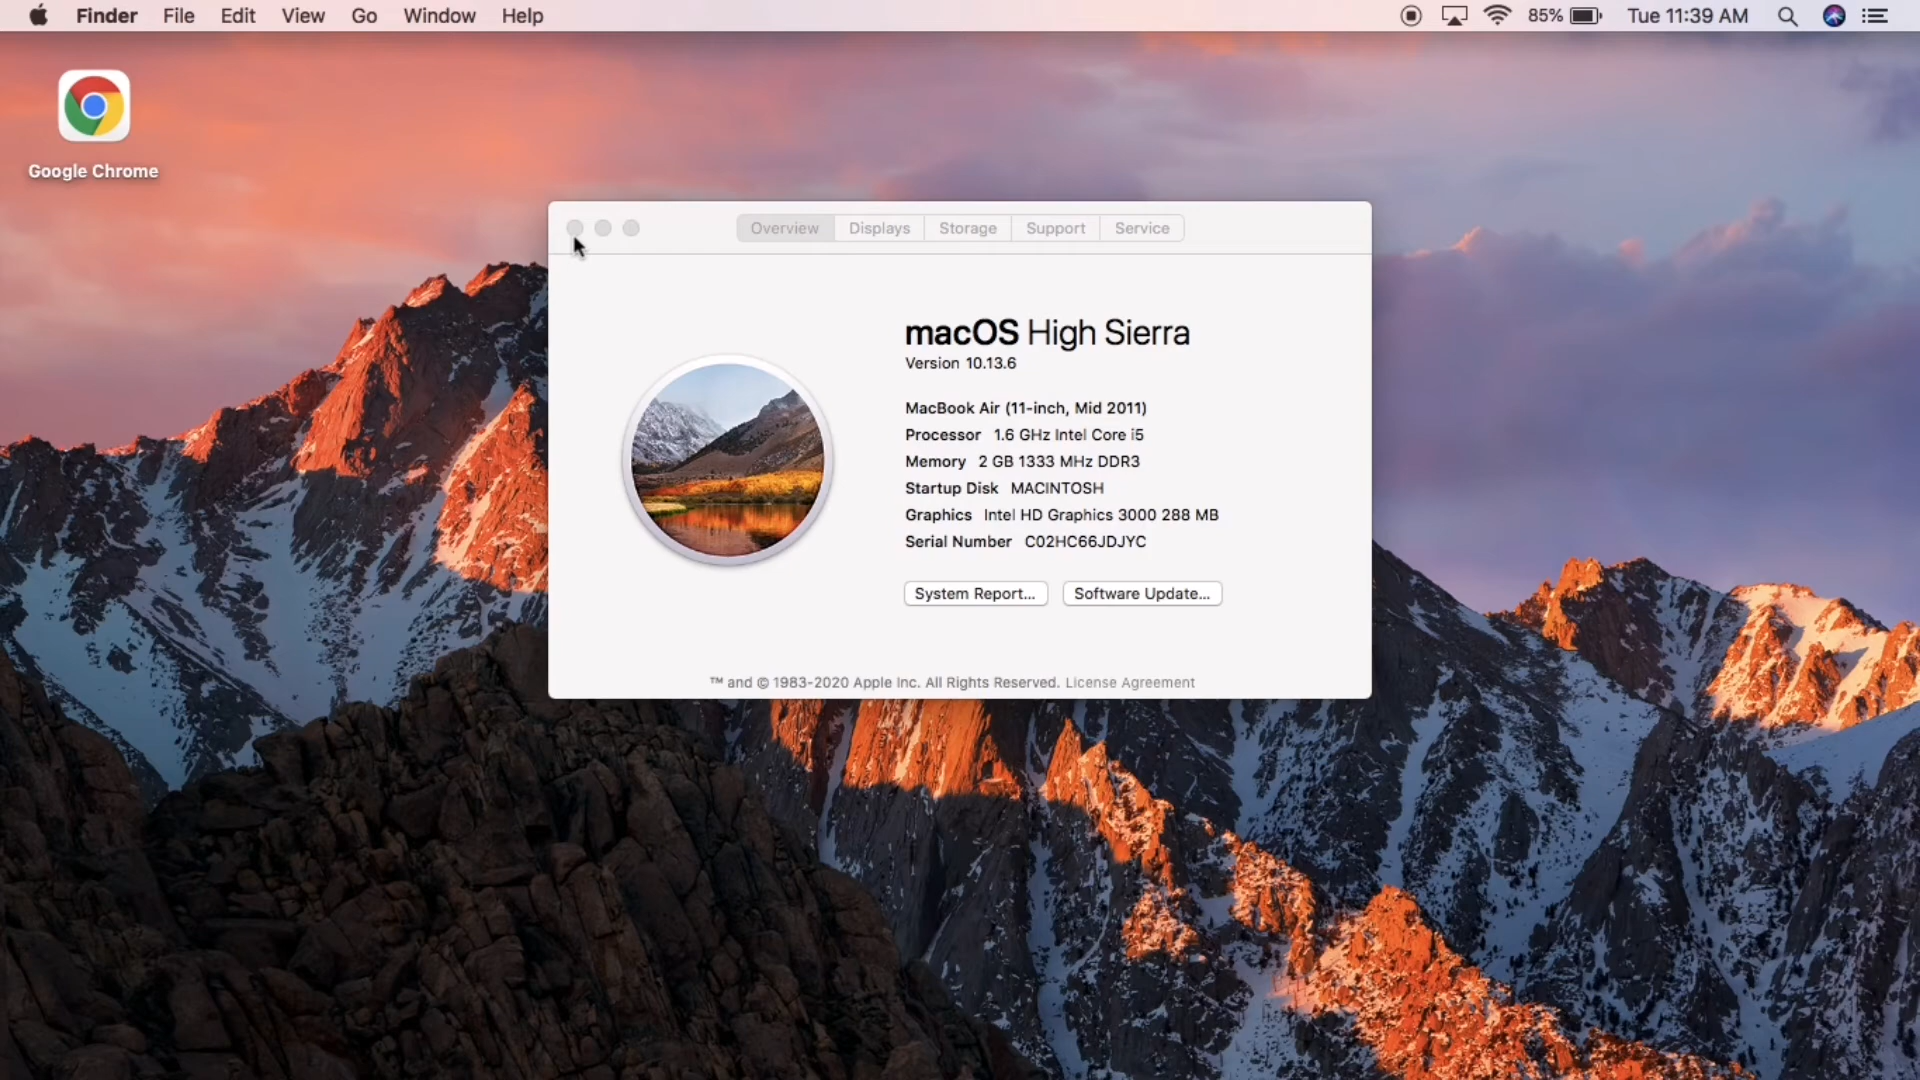 Finder File Edit View Go Window Help
85% Tue 11:39 AM
Google Chrome
Overview Displays Storage Support Service
macOS High Sierra
Version 10.13.6
MacBook Air (11-inch, Mid 2011)
Processor 1.6 GHz Intel Core i5
Memory 2 GB 1333 MHz DDR3
Startup Disk MACINTOSH
Graphics Intel HD Graphics 3000 288 MB
Serial Number C02HC66JDJYC
System Report... Software Update...
™ and © 1983-2020 Apple Inc. All Rights Reserved. License Agreement